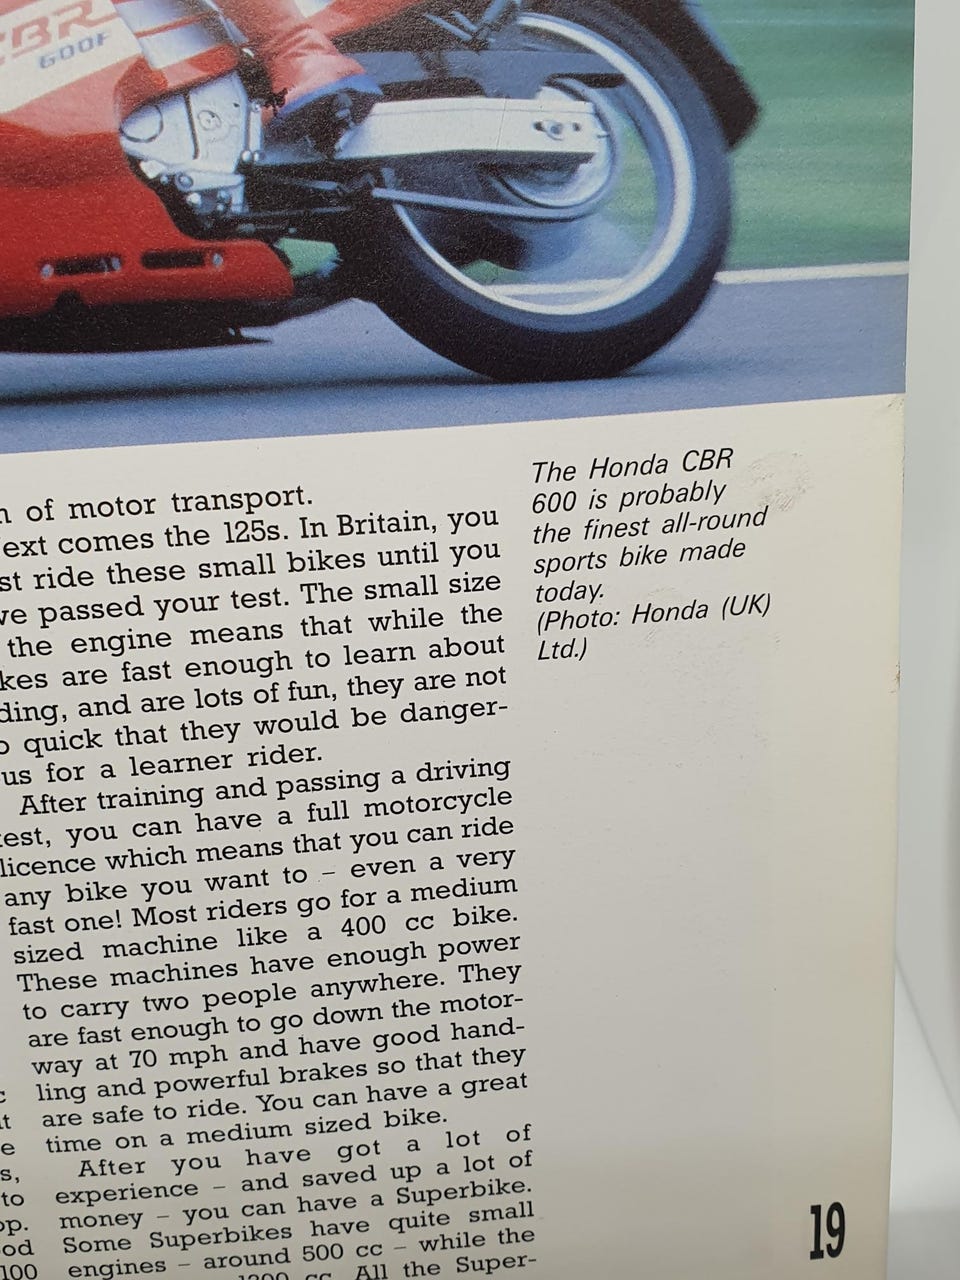 CBR
600F
The Honda CBR
600 is probably
the finest all-round
sports bike made
today.
(Photo: Honda (UK)
Ltd.)
of motor transport.
comes the 125s. In Britain, you
ride these small bikes until you
passed your test. The small size
the engine means that while the
are fast enough to learn about
and are lots of fun, they are not
quick that they would be danger-
us for a learner rider.
After training and passing a driving
test, you can have a full motorcycle
licence which means that you can ride
any bike you want to – even a very
fast one! Most riders go for a medium
sized machine like a 400 cc bike.
These machines have enough power
to carry two people anywhere. They
are fast enough to go down the motor-
way at 70 mph and have good hand-
ling and powerful brakes so that they
are safe to ride. You can have a great
time on a medium sized bike.
After you have got a lot of
experience – and saved up a lot of
money – you can have a Superbike.
Some Superbikes have quite small
engines – around 500 cc – while the
cc. All the Super-
to
100
19